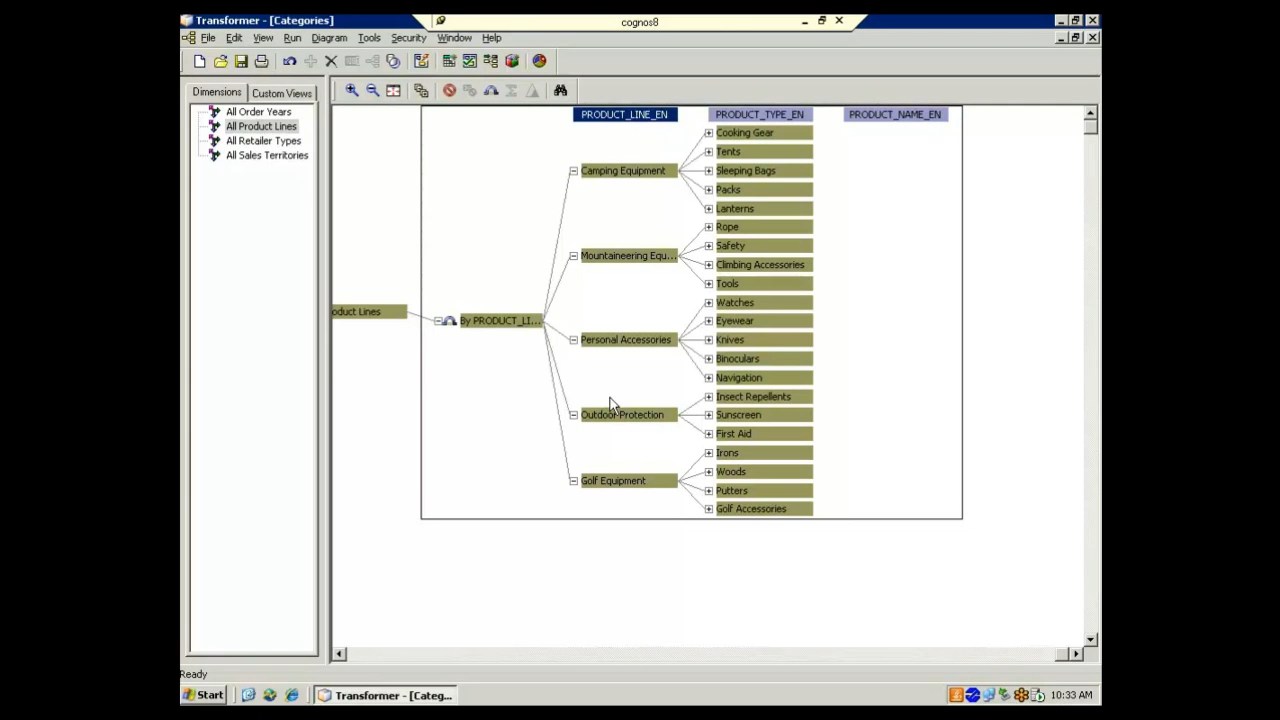 Transformer - [Categories]
cognos8
File Edit View Run Diagram Tools Security Window Help
Dimensions Custom Views
All Order Years
All Product Lines
All Retailer Types
All Sales Territories
PRODUCT_LINE_EN PRODUCT_TYPE_EN PRODUCT_NAME_EN
Cooking Gear
Tents
Camping Equipment Sleeping Bags
Packs
Lanterns
Rope
Safety
Mountaineering Equ...
Climbing Accessories
Tools
Watches
oduct Lines By PRODUCT_LI... Eyewear
Personal Accessories Knives
Binoculars
Navigation
Insect Repellents
Outdoor Protection Sunscreen
First Aid
Irons
Woods
Golf Equipment
Putters
Golf Accessories
Ready
Start Transformer - [Categ... 10:33 AM